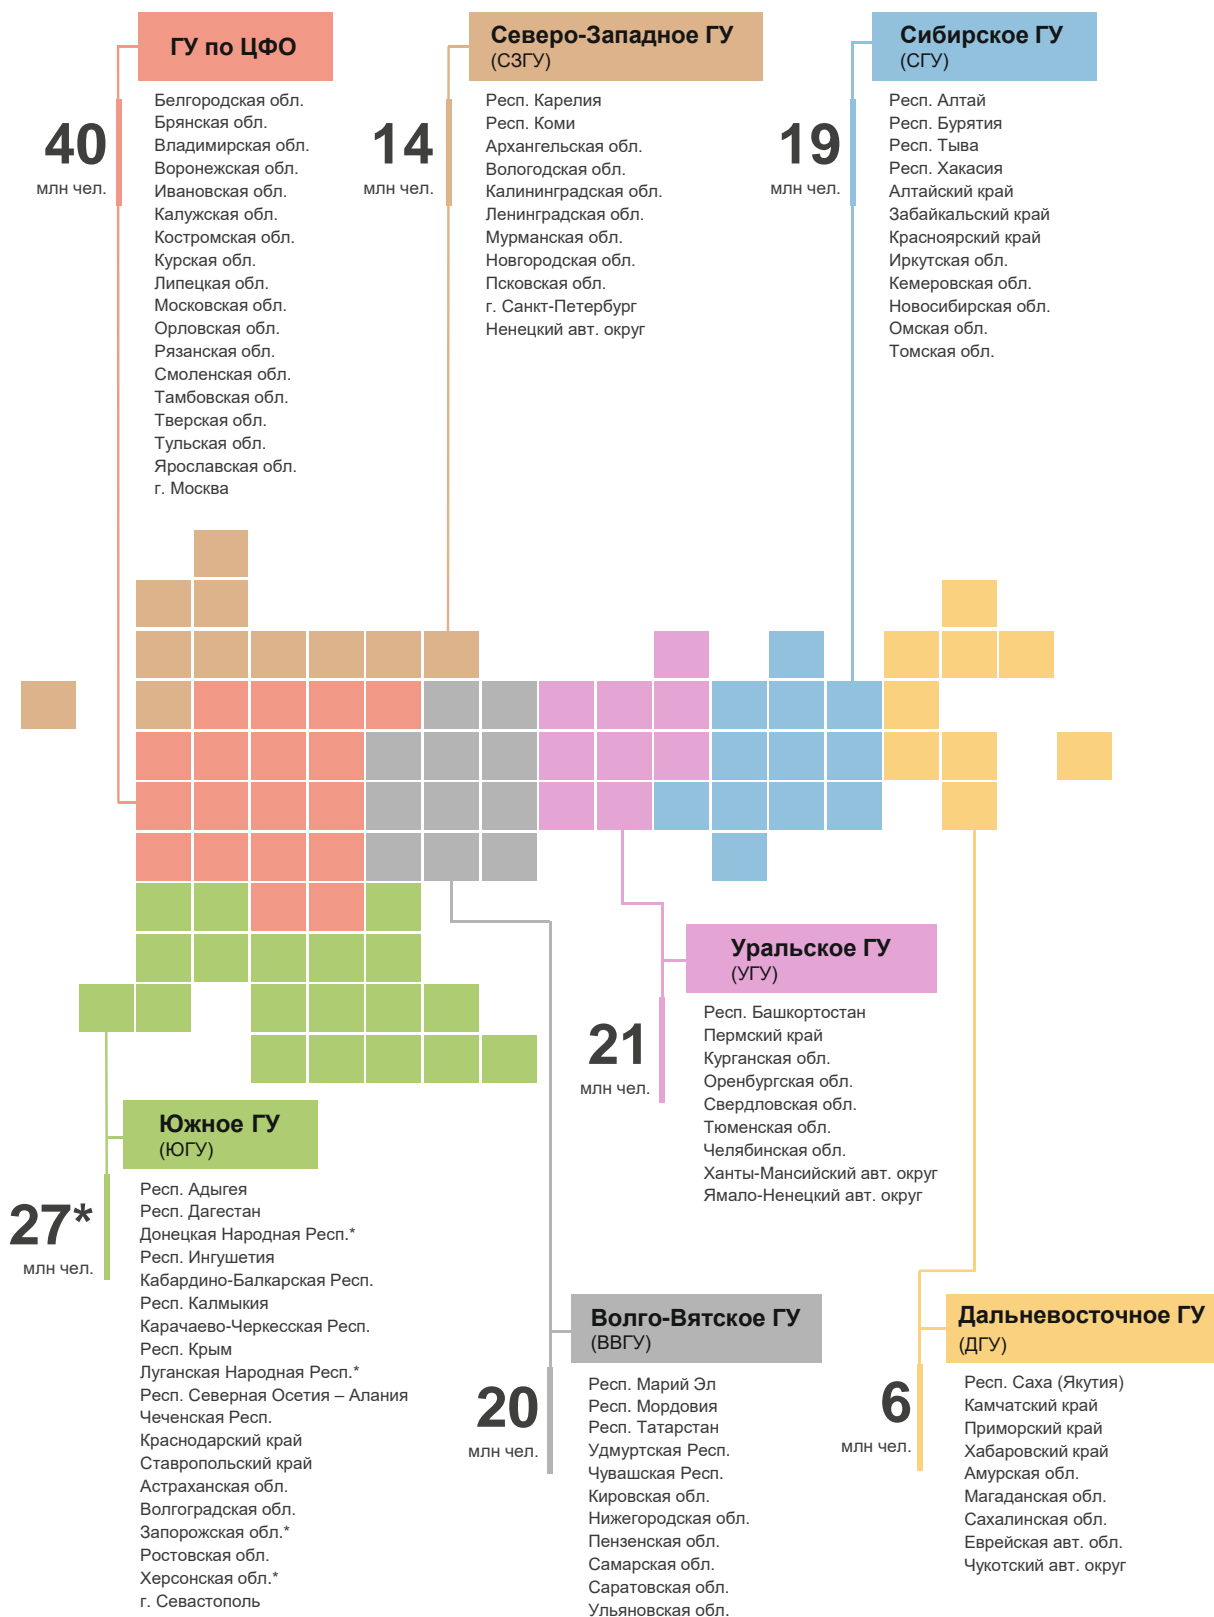 ГУ по ЦФО
40
млн чел.
Белгородская обл.
Брянская обл.
Владимирская обл.
Воронежская обл.
Ивановская обл.
Калужская обл.
Костромская обл.
Курская обл.
Липецкая обл.
Московская обл.
Орловская обл.
Рязанская обл.
Смоленская обл.
Тамбовская обл.
Тверская обл.
Тульская обл.
Ярославская обл.
г. Москва
Северо-Западное ГУ
(СЗГУ)
14
млн чел.
Респ. Карелия
Респ. Коми
Архангельская обл.
Вологодская обл.
Калининградская обл.
Ленинградская обл.
Мурманская обл.
Новгородская обл.
Псковская обл.
г. Санкт-Петербург
Ненецкий авт. округ
Сибирское ГУ
(СГУ)
19
млн чел.
Респ. Алтай
Респ. Бурятия
Респ. Тыва
Респ. Хакасия
Алтайский край
Забайкальский край
Красноярский край
Иркутская обл.
Кемеровская обл.
Новосибирская обл.
Омская обл.
Томская обл.
Уральское ГУ
(УГУ)
21
млн чел.
Респ. Башкортостан
Пермский край
Курганская обл.
Оренбургская обл.
Свердловская обл.
Тюменская обл.
Челябинская обл.
Ханты-Мансийский авт. округ
Ямало-Ненецкий авт. округ
Южное ГУ
(ЮГУ)
27*
млн чел.
Респ. Адыгея
Респ. Дагестан
Донецкая Народная Респ.*
Респ. Ингушетия
Кабардино-Балкарская Респ.
Респ. Калмыкия
Карачаево-Черкесская Респ.
Респ. Крым
Луганская Народная Респ.*
Респ. Северная Осетия – Алания
Чеченская Респ.
Краснодарский край
Ставропольский край
Астраханская обл.
Волгоградская обл.
Запорожская обл.*
Ростовская обл.
Херсонская обл.*
г. Севастополь
Волго-Вятское ГУ
(ВВГУ)
20
млн чел.
Респ. Марий Эл
Респ. Мордовия
Респ. Татарстан
Удмуртская Респ.
Чувашская Респ.
Кировская обл.
Нижегородская обл.
Пензенская обл.
Самарская обл.
Саратовская обл.
Ульяновская обл.
Дальневосточное ГУ
(ДГУ)
6
млн чел.
Респ. Саха (Якутия)
Камчатский край
Приморский край
Хабаровский край
Амурская обл.
Магаданская обл.
Сахалинская обл.
Еврейская авт. обл.
Чукотский авт. округ